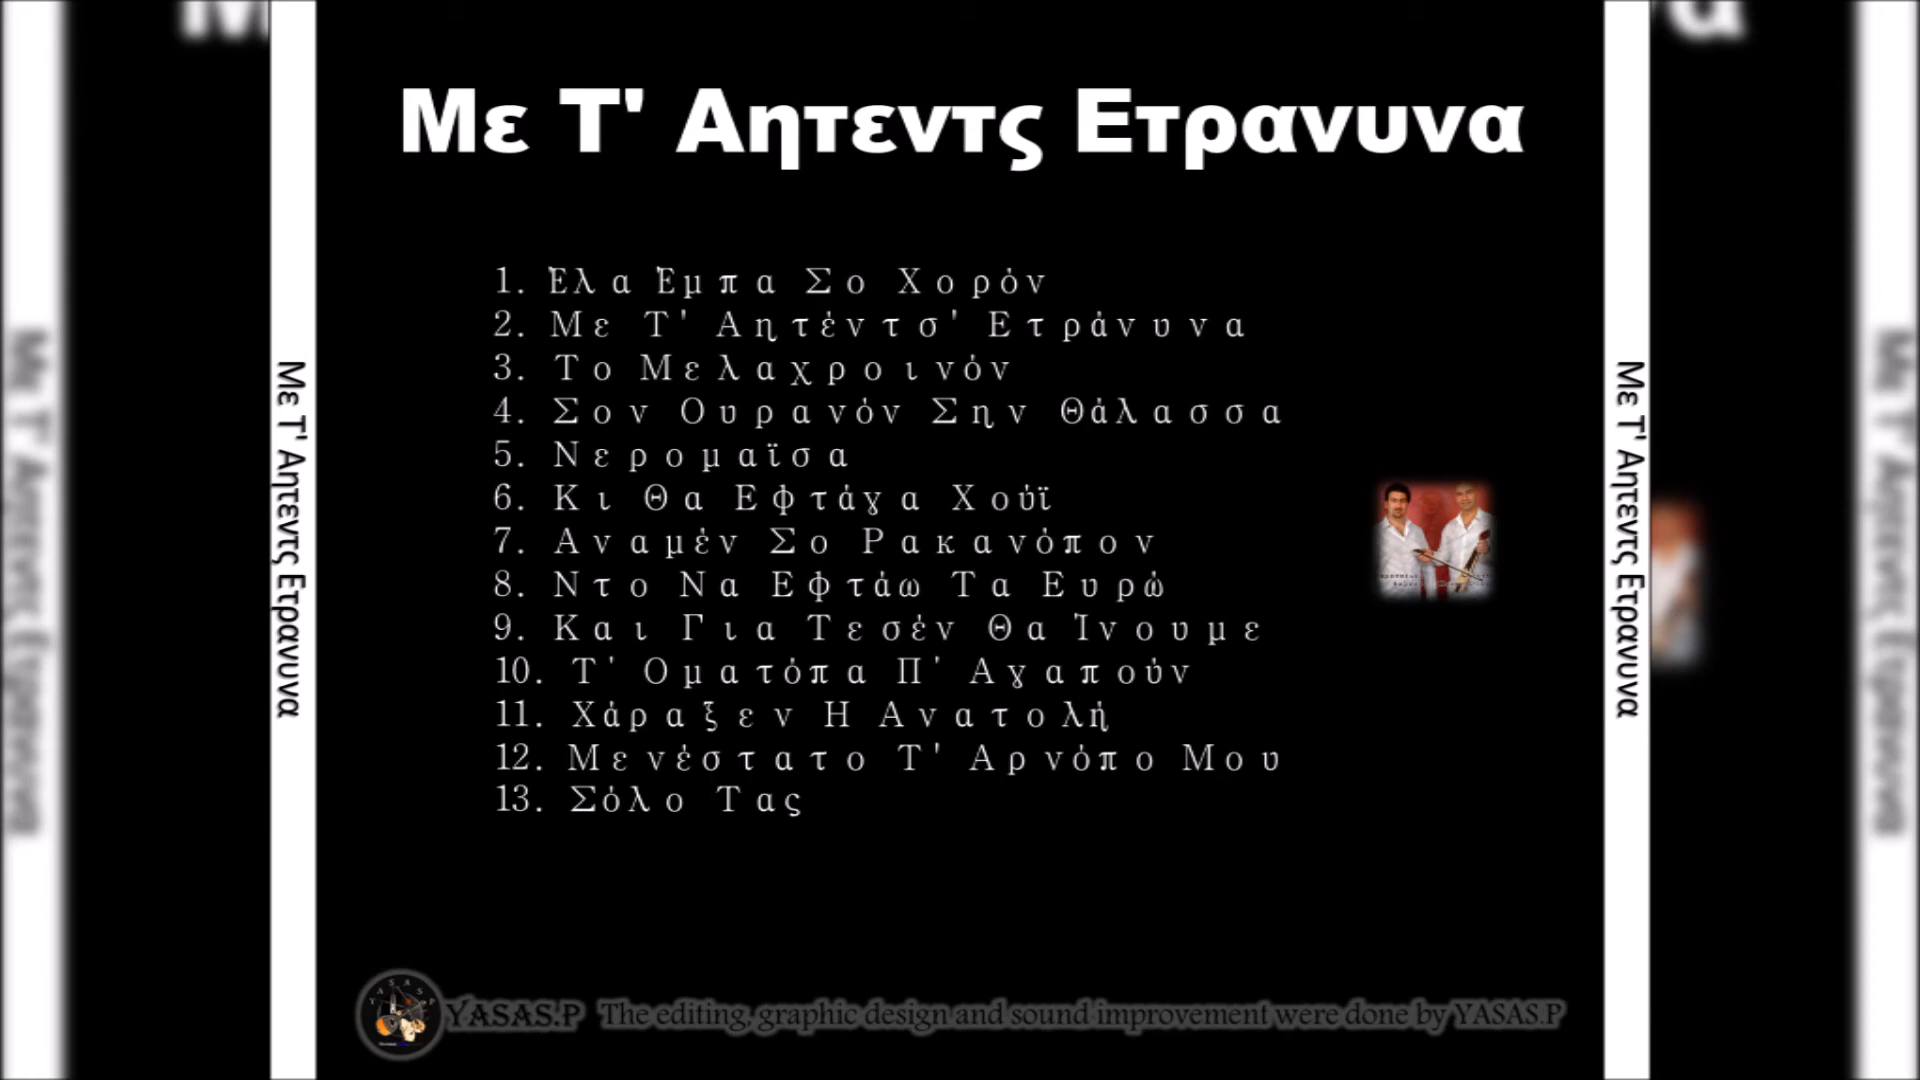 Με Τ' Αητεντς Ετρανυνα
1. Έλα Έμπα Σο Χορόν
2. Με Τ' Αητέντσ' Ετράνυνα
3. Το Μελαχροινόν
4. Σον Ουρανόν Σην Θάλασσα
5. Νερομαϊσα
6. Κι Θα Εφτάγα Χούϊ
7. Αναμέν Σο Ρακανόπον
8. Ντο Να Εφτάω Τα Ευρώ
9. Και Για Τεσέν Θα Ίνουμε
10. Τ' Οματόπα Π' Αγαπούν
11. Χάραξεν Η Ανατολή
12. Μενέστατο Τ' Αρνόπο Μου
13. Σόλο Τας
Με Τ' Αητεντς Ετρανυνα
Με Τ' Αητεντς Ετρανυνα
YASAS.P
YASAS.P The editing, graphic design and sound improvement were done by YASAS.P